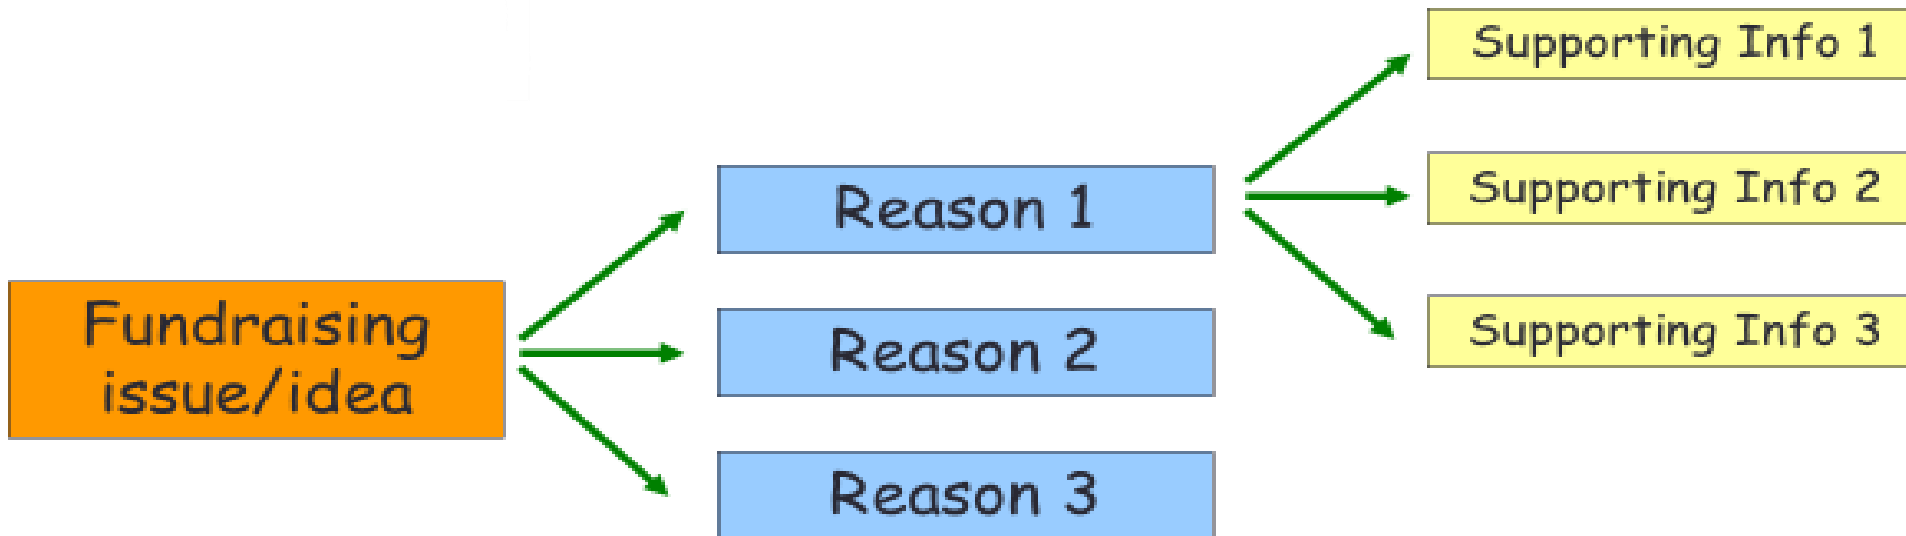 Fundraising
issue/idea
Reason 1
Reason 2
Reason 3
Supporting Info 1
Supporting Info 2
Supporting Info 3